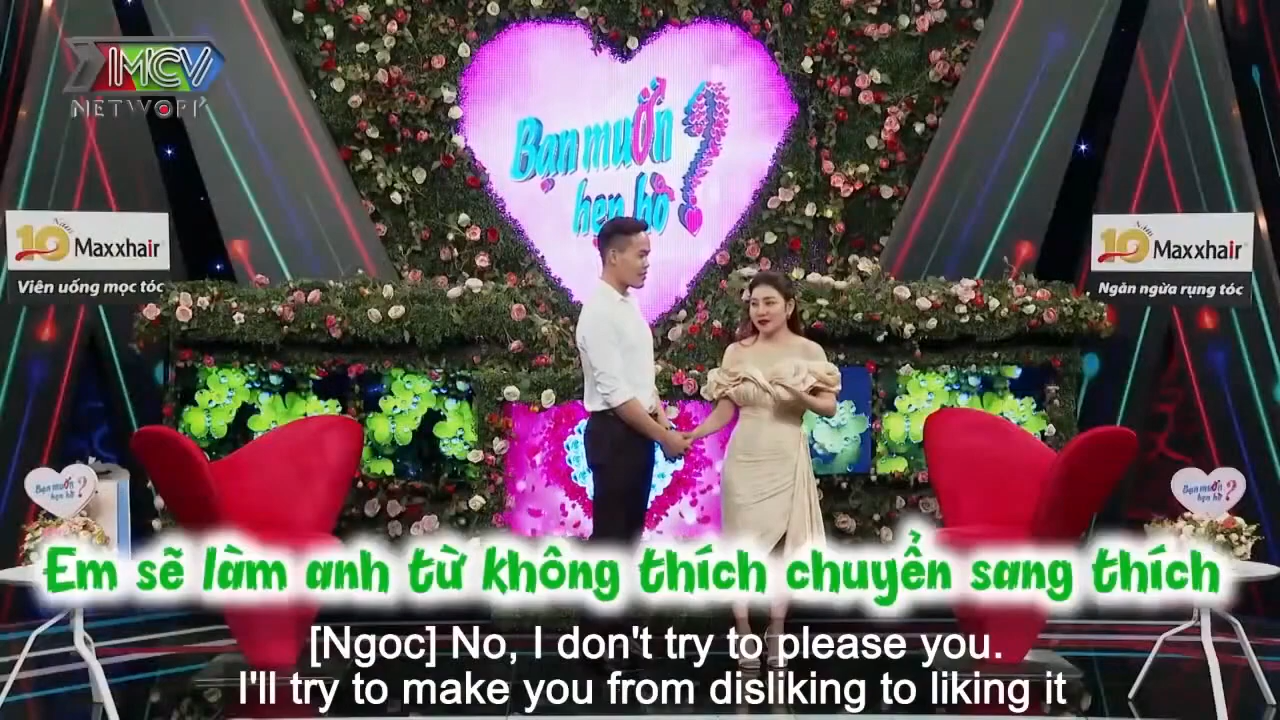 MCV
NETWORK
Bạn muốn
hẹn hò ?
10 Năm
Maxxhair
Viên uống mọc tóc
10 Năm
Maxxhair
Ngăn ngừa rụng tóc
Bạn muốn
hẹn hò ?
Bạn muốn
hẹn hò ?
Em sẽ làm anh từ không thích chuyển sang thích
[Ngoc] No, I don't try to please you.
I'll try to make you from disliking to liking it